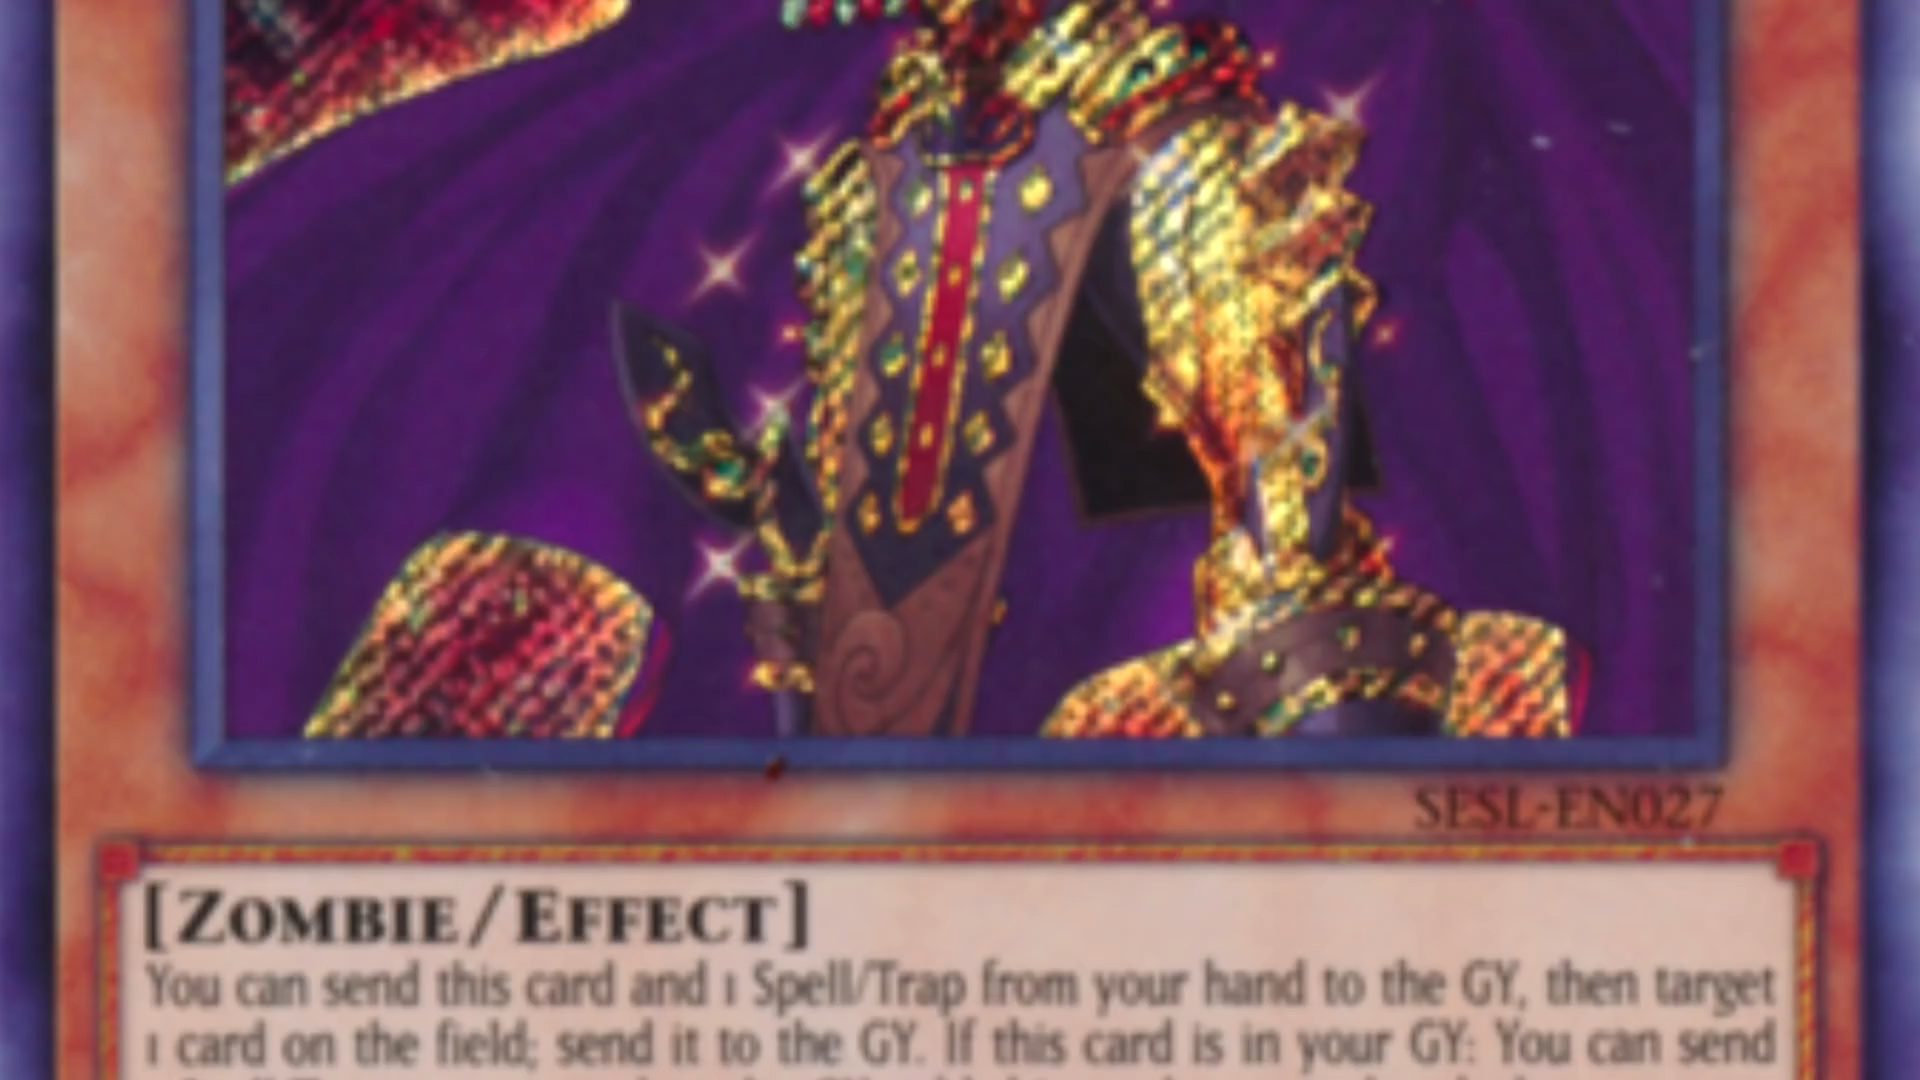 SESL-EN027
[ZOMBIE/EFFECT]
You can send this card and 1 Spell/Trap from your hand to the GY, then target
1 card on the field; send it to the GY. If this card is in your GY: You can send